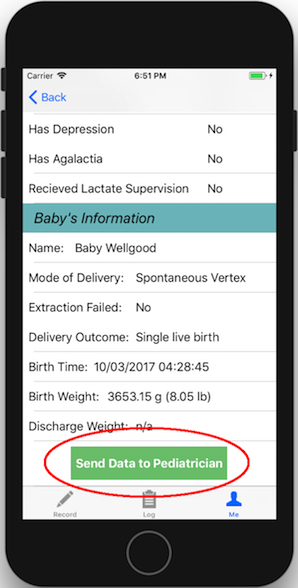 Carrier 6:51 PM
Back
Has Depression No
Has Agalactia No
Recieved Lactate Supervision No
Baby's Information
Name: Baby Wellgood
Mode of Delivery: Spontaneous Vertex
Extraction Failed: No
Delivery Outcome: Single live birth
Birth Time: 10/03/2017 04:28:45
Birth Weight: 3653.15 g (8.05 lb)
Discharge Weight: n/a
Send Data to Pediatrician
Record Log Me